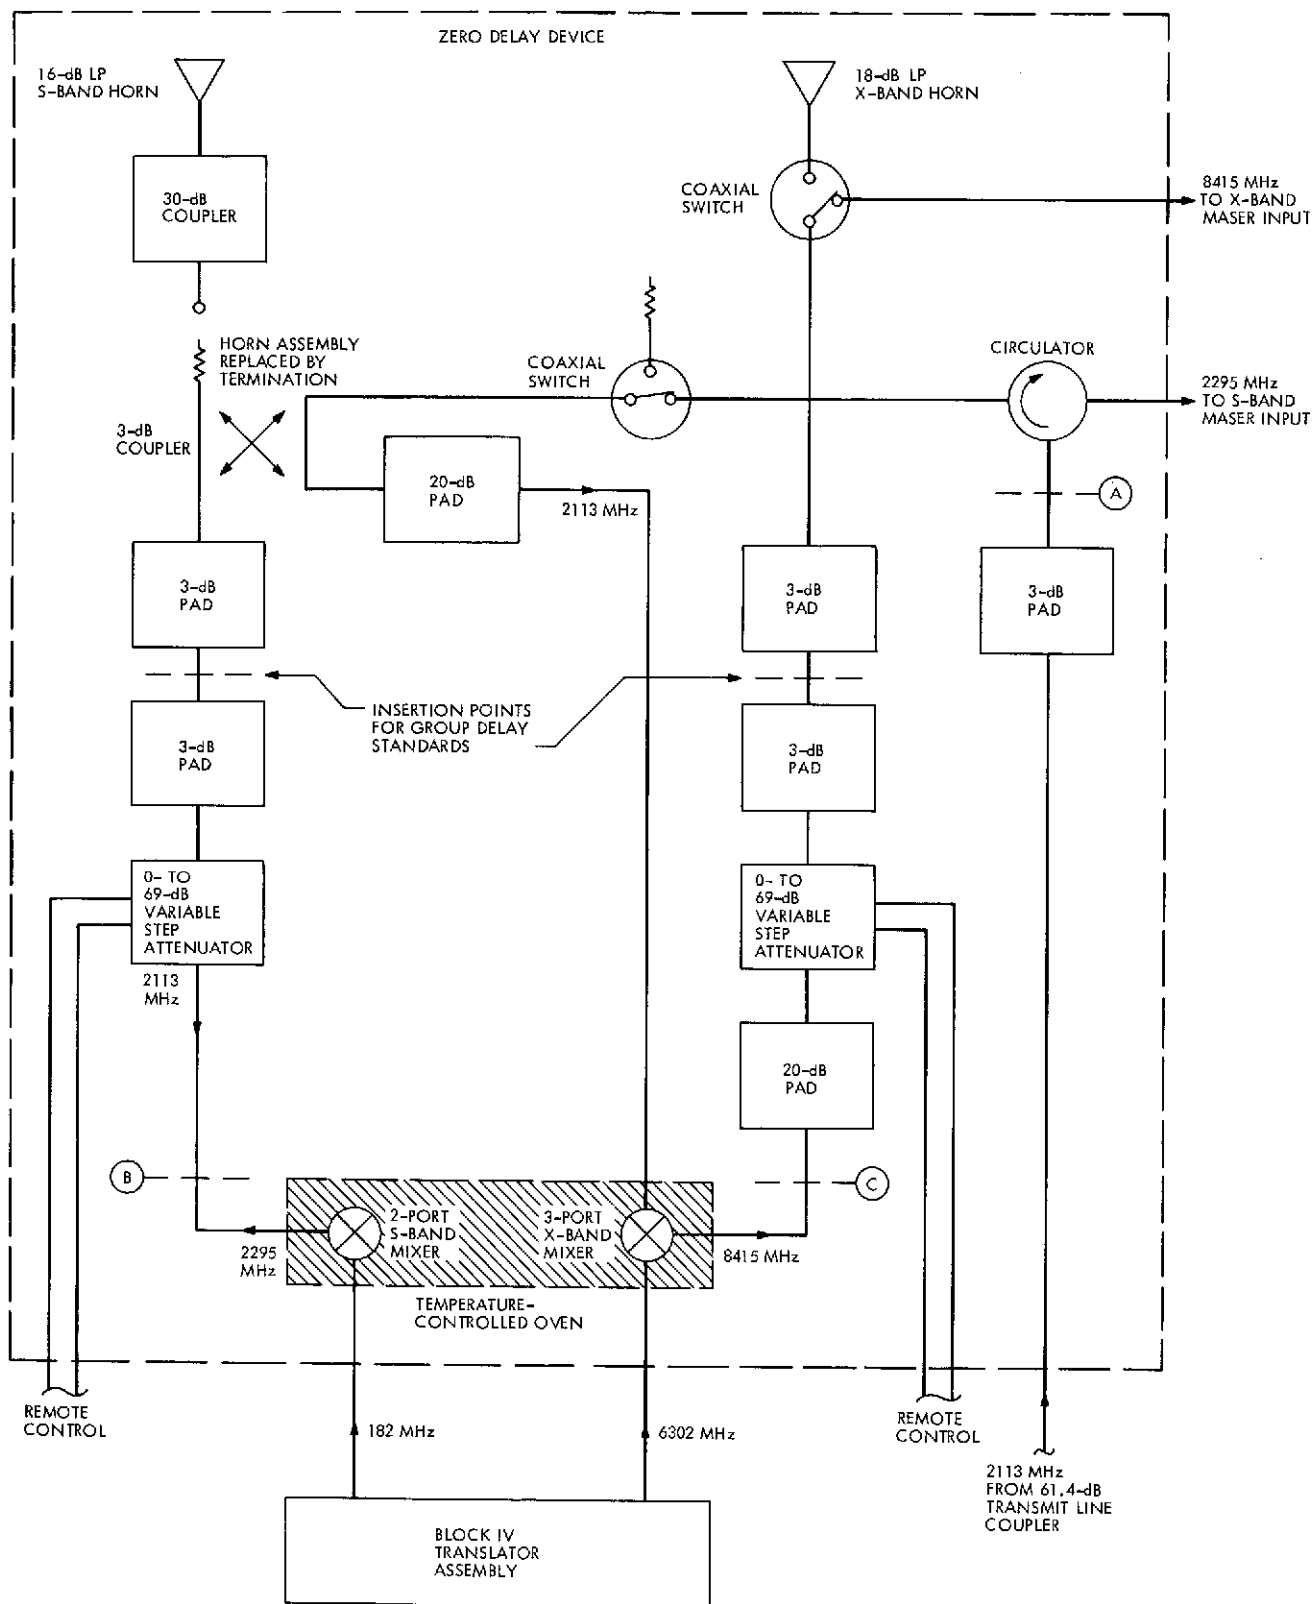 ZERO DELAY DEVICE
16-dB LP
S-BAND HORN
18-dB LP
X-BAND HORN
30-dB
COUPLER
COAXIAL
SWITCH
8415 MHz
TO X-BAND
MASER INPUT
HORN ASSEMBLY
REPLACED BY
TERMINATION
COAXIAL
SWITCH
CIRCULATOR
2295 MHz
TO S-BAND
MASER INPUT
3-dB
COUPLER
20-dB
PAD
2113 MHz
A
3-dB
PAD
3-dB
PAD
3-dB
PAD
INSERTION POINTS
FOR GROUP DELAY
STANDARDS
3-dB
PAD
3-dB
PAD
0- TO
69-dB
VARIABLE
STEP
ATTENUATOR
0- TO
69-dB
VARIABLE
STEP
ATTENUATOR
2113
MHz
20-dB
PAD
B
C
2-PORT
S-BAND
MIXER
3-PORT
X-BAND
MIXER
2295
MHz
8415 MHz
TEMPERATURE-
CONTROLLED OVEN
REMOTE
CONTROL
182 MHz
6302 MHz
REMOTE
CONTROL
2113 MHz
FROM 61.4-dB
TRANSMIT LINE
COUPLER
BLOCK IV
TRANSLATOR
ASSEMBLY